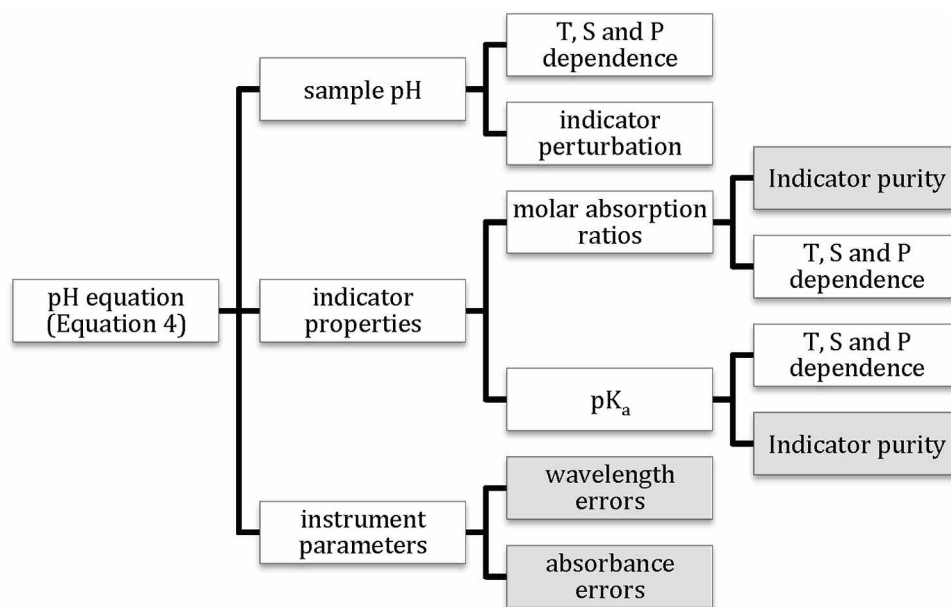 T, S and P
dependence
sample pH
indicator
perturbation
Indicator purity
molar absorption
ratios
T, S and P
dependence
pH equation
(Equation 4)
indicator
properties
T, S and P
dependence
pKₐ
Indicator purity
wavelength
errors
instrument
parameters
absorbance
errors